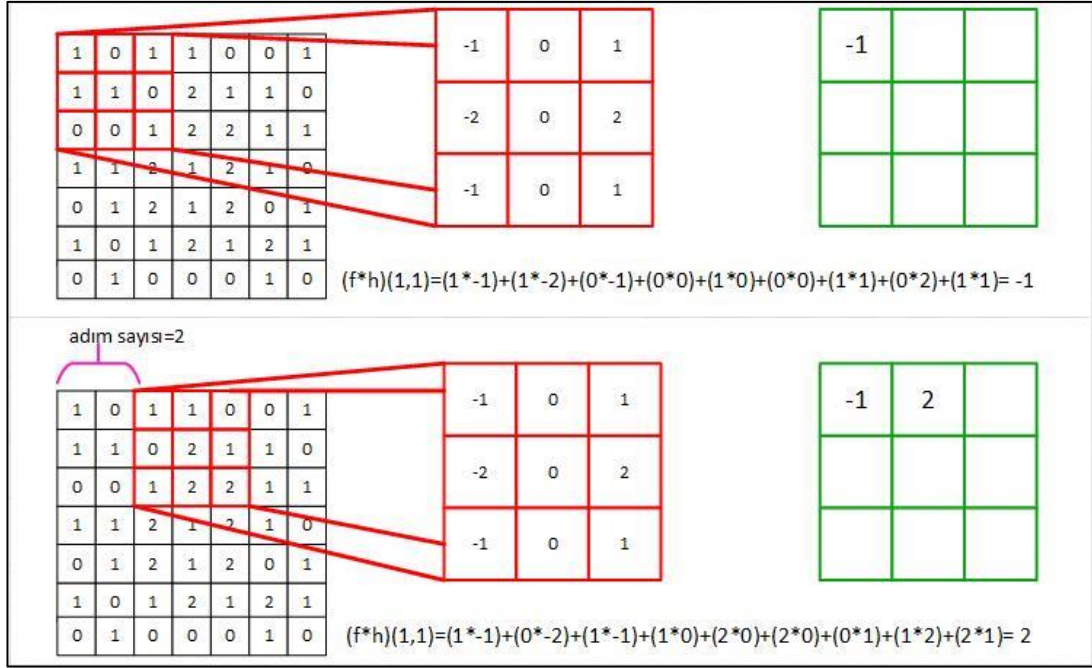 1 0 1 1 0 0 1
1 1 0 2 1 1 0
0 0 1 2 2 1 1
1 1 2 1 2 1 0
0 1 2 1 2 0 1
1 0 1 2 1 2 1
0 1 0 0 0 1 0
-1 0 1
-2 0 2
-1 0 1
-1
(f*h)(1,1)=(1*-1)+(1*-2)+(0*-1)+(0*0)+(1*0)+(0*0)+(1*1)+(0*2)+(1*1)= -1
adım sayısı=2
1 0 1 1 0 0 1
1 1 0 2 1 1 0
0 0 1 2 2 1 1
1 1 2 1 2 1 0
0 1 2 1 2 0 1
1 0 1 2 1 2 1
0 1 0 0 0 1 0
-1 0 1
-2 0 2
-1 0 1
-1 2
(f*h)(1,1)=(1*-1)+(0*-2)+(1*-1)+(1*0)+(2*0)+(2*0)+(0*1)+(1*2)+(2*1)= 2